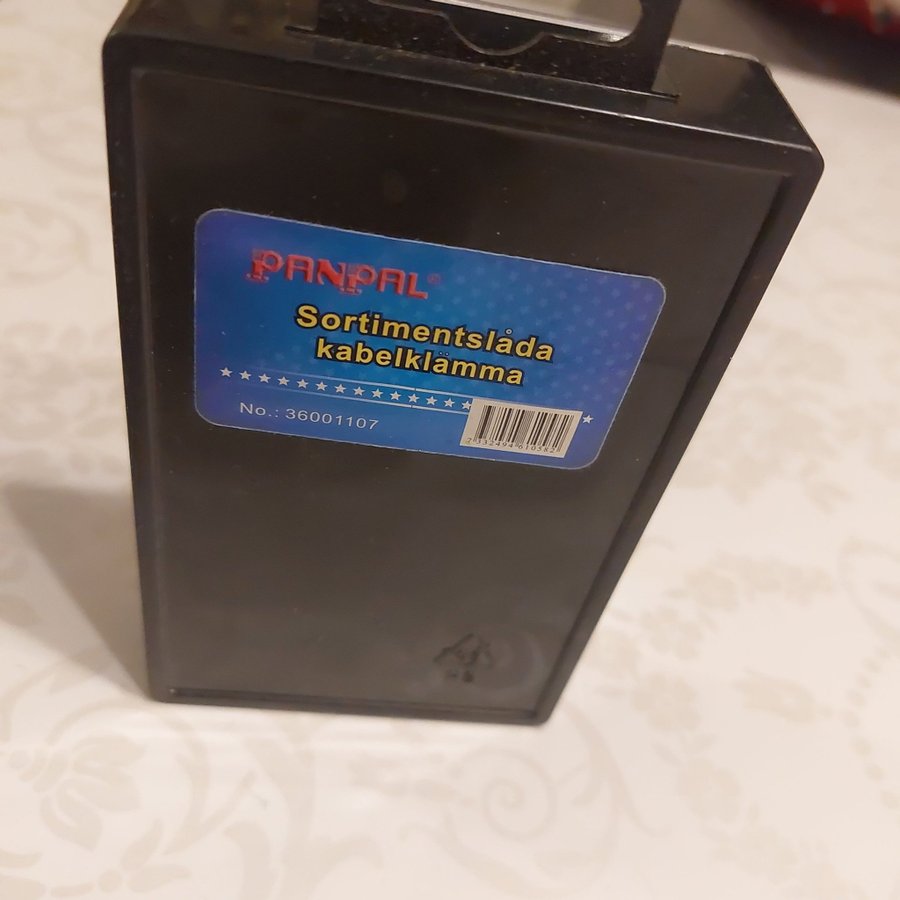 PANPAL®
Sortimentslåda
kabelklämma
No.: 36001107